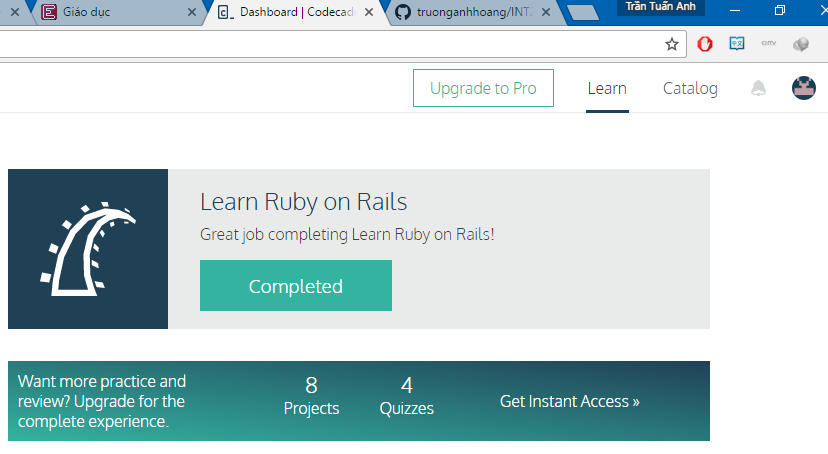 Trần Tuấn Anh
Giáo dục
Dashboard | Codecad
truonganhhoang/INT
Upgrade to Pro
Learn
Catalog
Learn Ruby on Rails
Great job completing Learn Ruby on Rails!
Completed
Want more practice and
review? Upgrade for the
complete experience.
8
Projects
4
Quizzes
Get Instant Access »